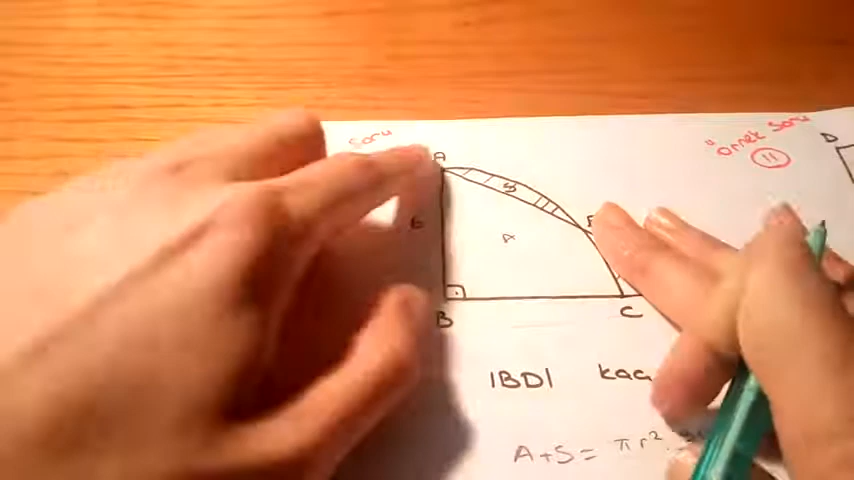 soru
"örnek soru
11
D
A
S
6
A
B
C
|BD| kaç
A+S= πr²